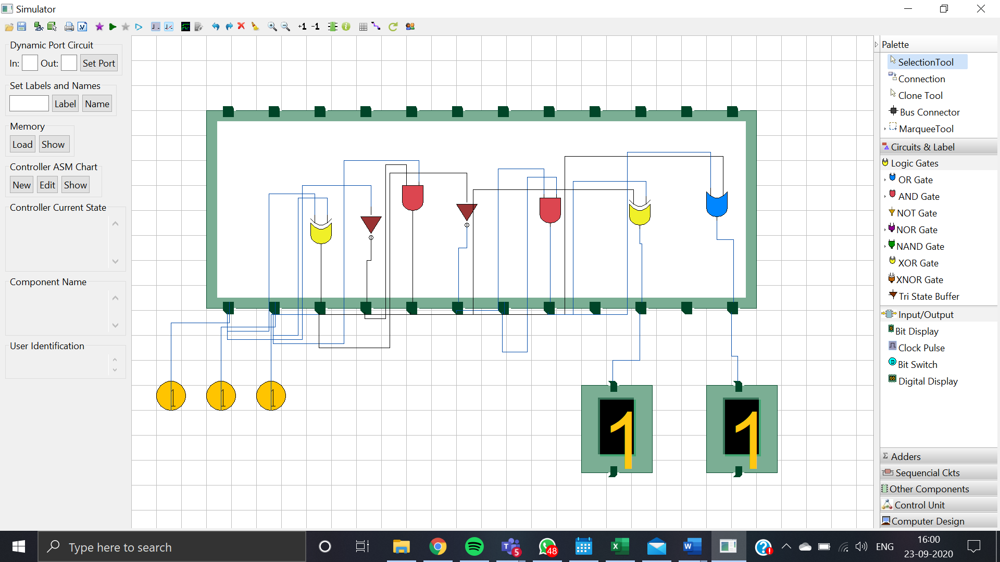 Simulator
+1 -1
Dynamic Port Circuit
In: Out: Set Port
Set Labels and Names
Label Name
Memory
Load Show
Controller ASM Chart
New Edit Show
Controller Current State
Component Name
User Identification
1 1 1
1 1
Palette
SelectionTool
Connection
Clone Tool
Bus Connector
MarqueeTool
Circuits & Label
Logic Gates
OR Gate
AND Gate
NOT Gate
NOR Gate
NAND Gate
XOR Gate
XNOR Gate
Tri State Buffer
Input/Output
Bit Display
Clock Pulse
Bit Switch
Digital Display
Adders
Sequencial Ckts
Other Components
Control Unit
Computer Design
Type here to search
5
48
ENG
16:00
23-09-2020